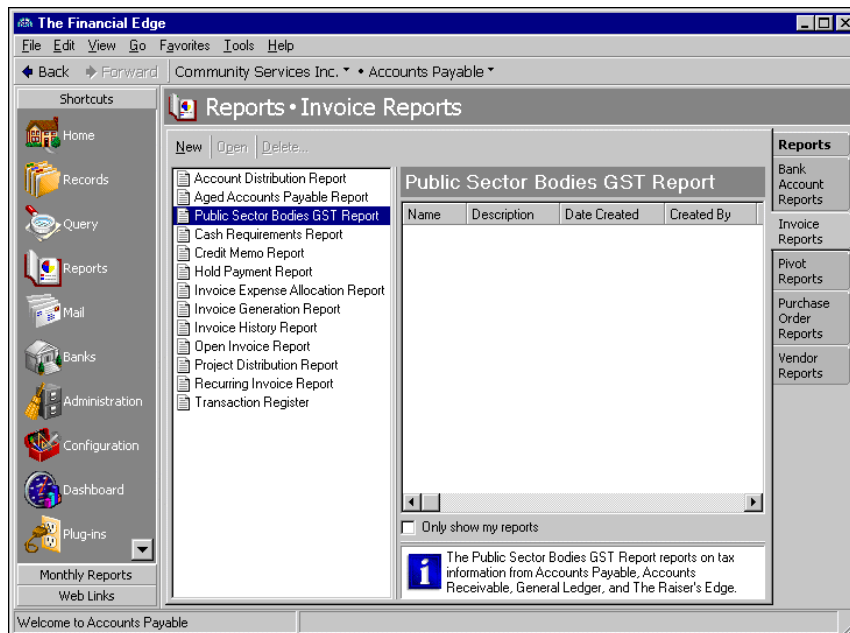 The Financial Edge
File Edit View Go Favorites Tools Help
Back Forward Community Services Inc. • Accounts Payable
Shortcuts
Home
Records
Query
Reports
Mail
Banks
Administration
Configuration
Dashboard
Plug-ins
Monthly Reports
Web Links
Reports • Invoice Reports
New Open Delete...
Account Distribution Report
Aged Accounts Payable Report
Public Sector Bodies GST Report
Cash Requirements Report
Credit Memo Report
Hold Payment Report
Invoice Expense Allocation Report
Invoice Generation Report
Invoice History Report
Open Invoice Report
Project Distribution Report
Recurring Invoice Report
Transaction Register
Public Sector Bodies GST Report
Name Description Date Created Created By
Only show my reports
The Public Sector Bodies GST Report reports on tax
information from Accounts Payable, Accounts
Receivable, General Ledger, and The Raiser's Edge.
Reports
Bank
Account
Reports
Invoice
Reports
Pivot
Reports
Purchase
Order
Reports
Vendor
Reports
Welcome to Accounts Payable